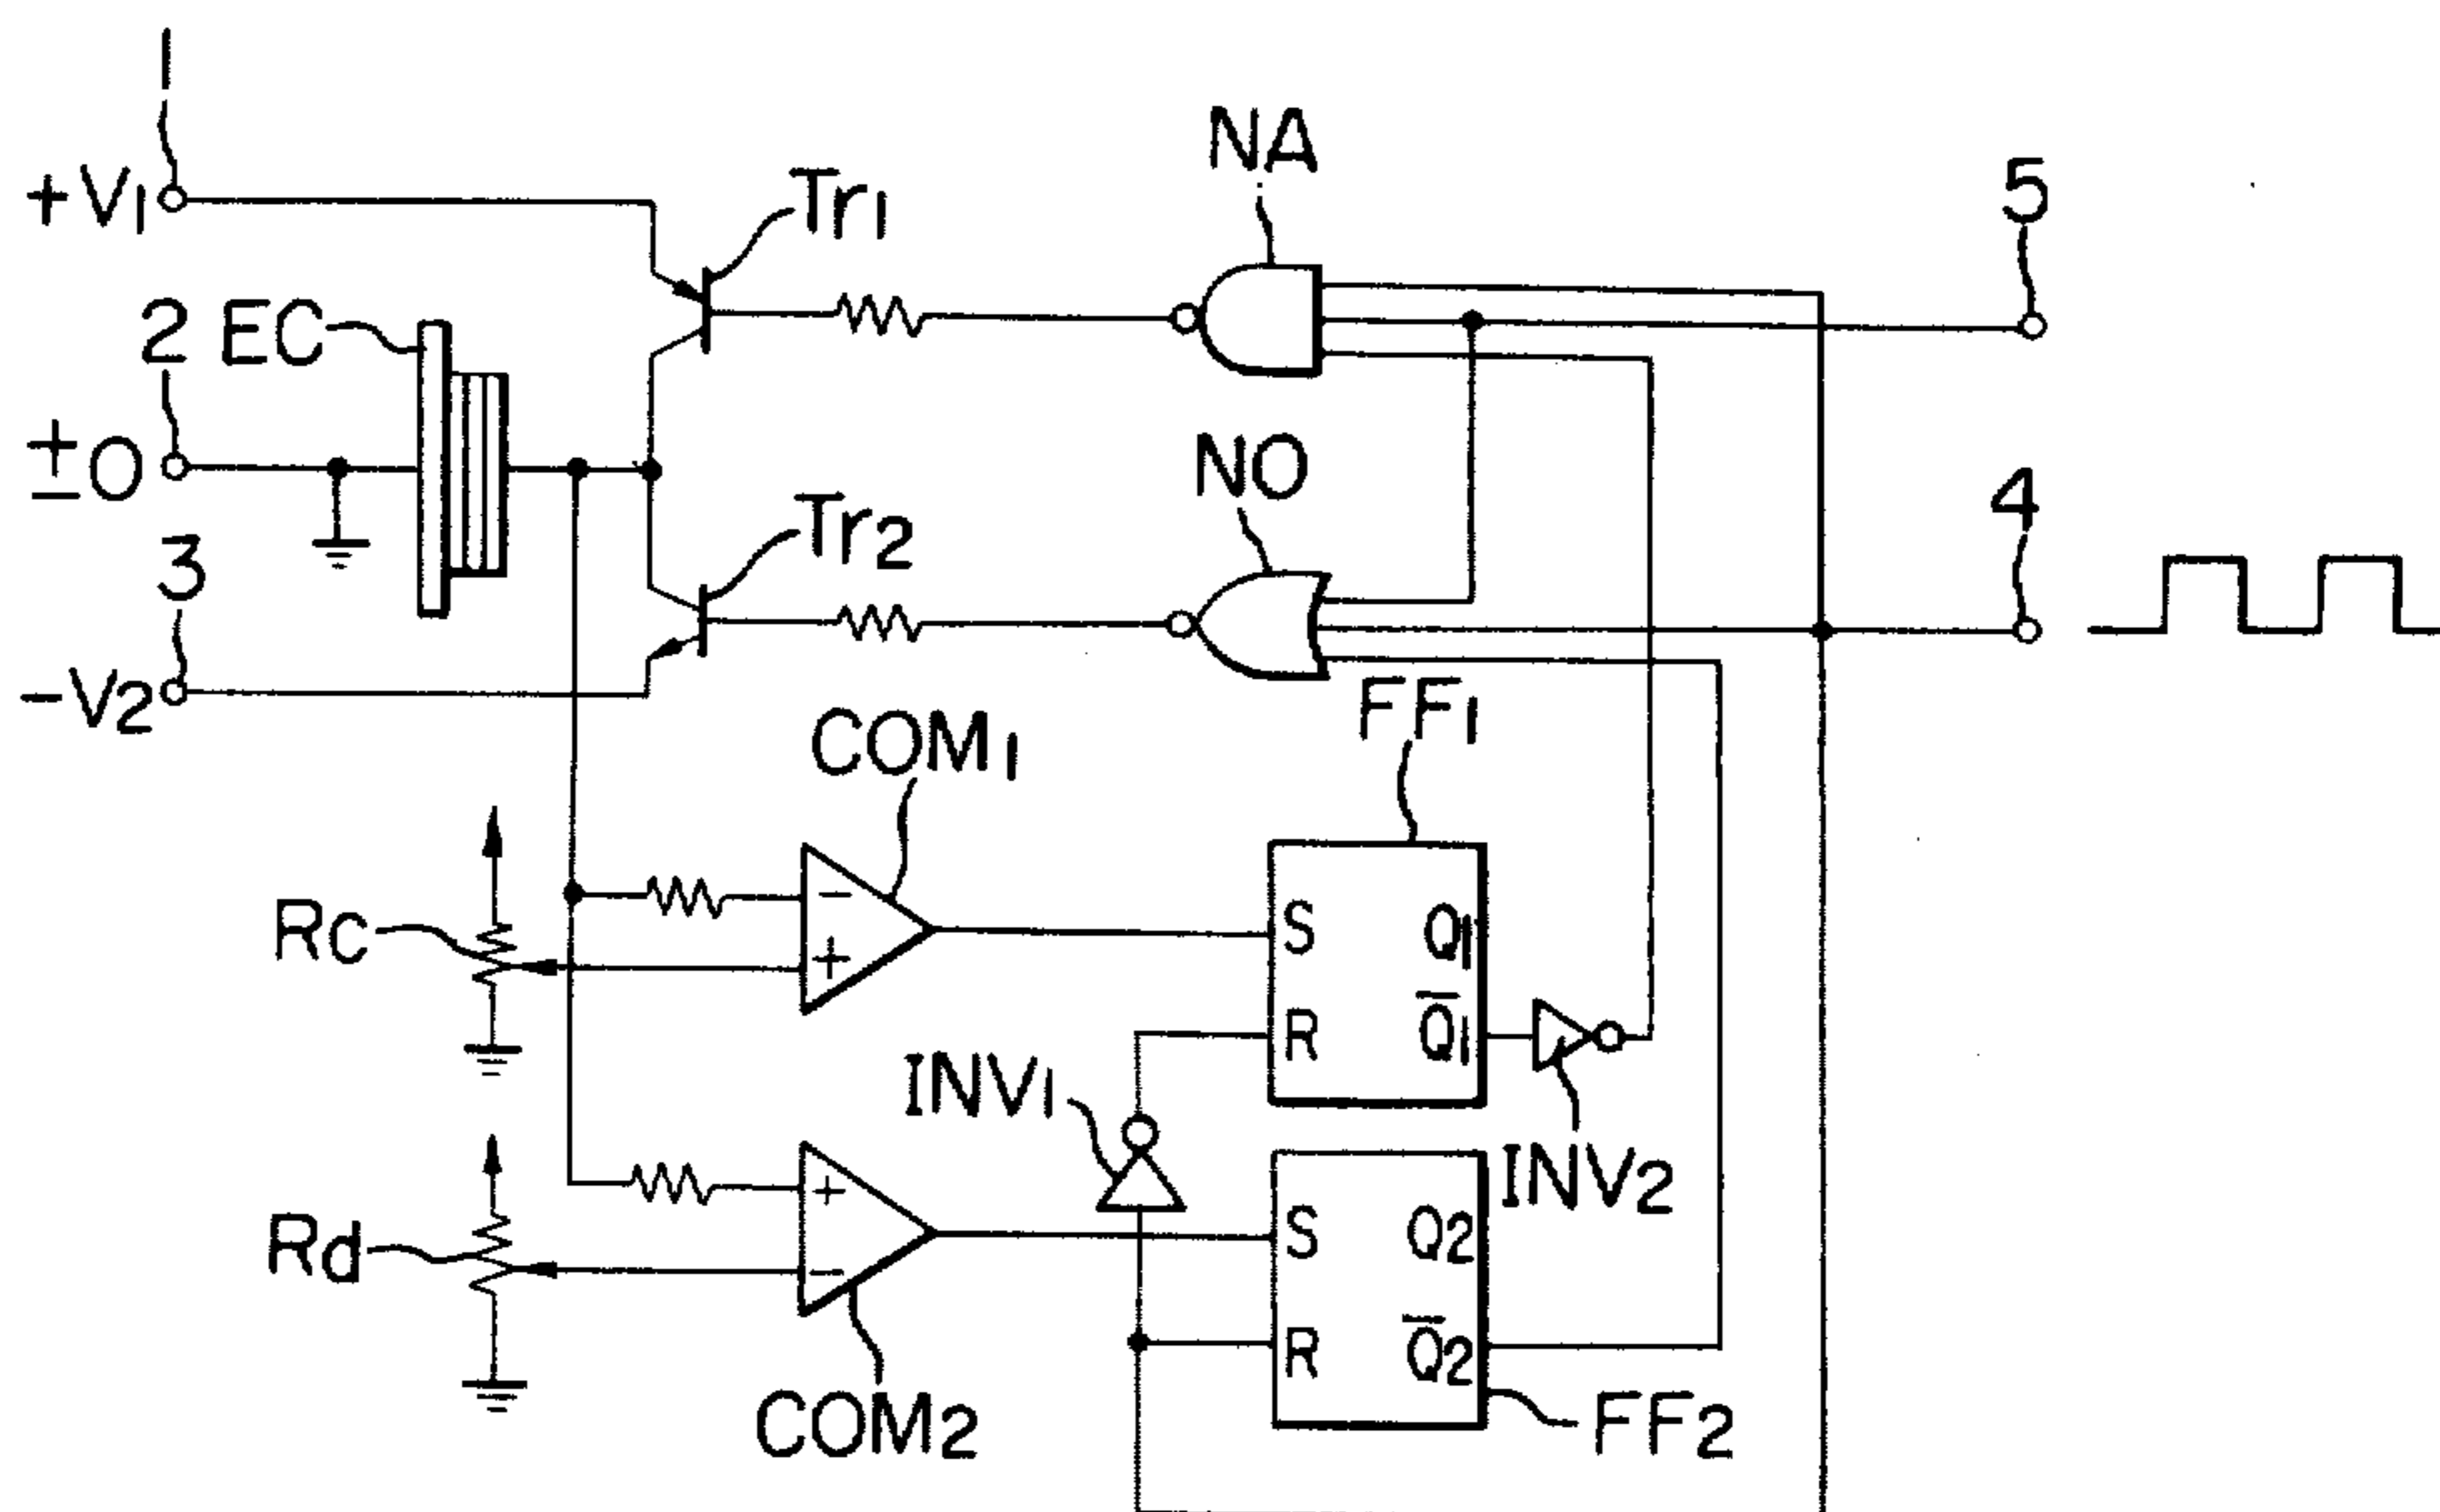 1
+V1
Tr1
NA
5
2 EC
±0
NO
4
Tr2
3
-V2
COM1
FF1
Rc
-
+
S Q1
R Q̅1
INV1
INV2
Rd
+
-
S Q2
R Q̅2
COM2
FF2